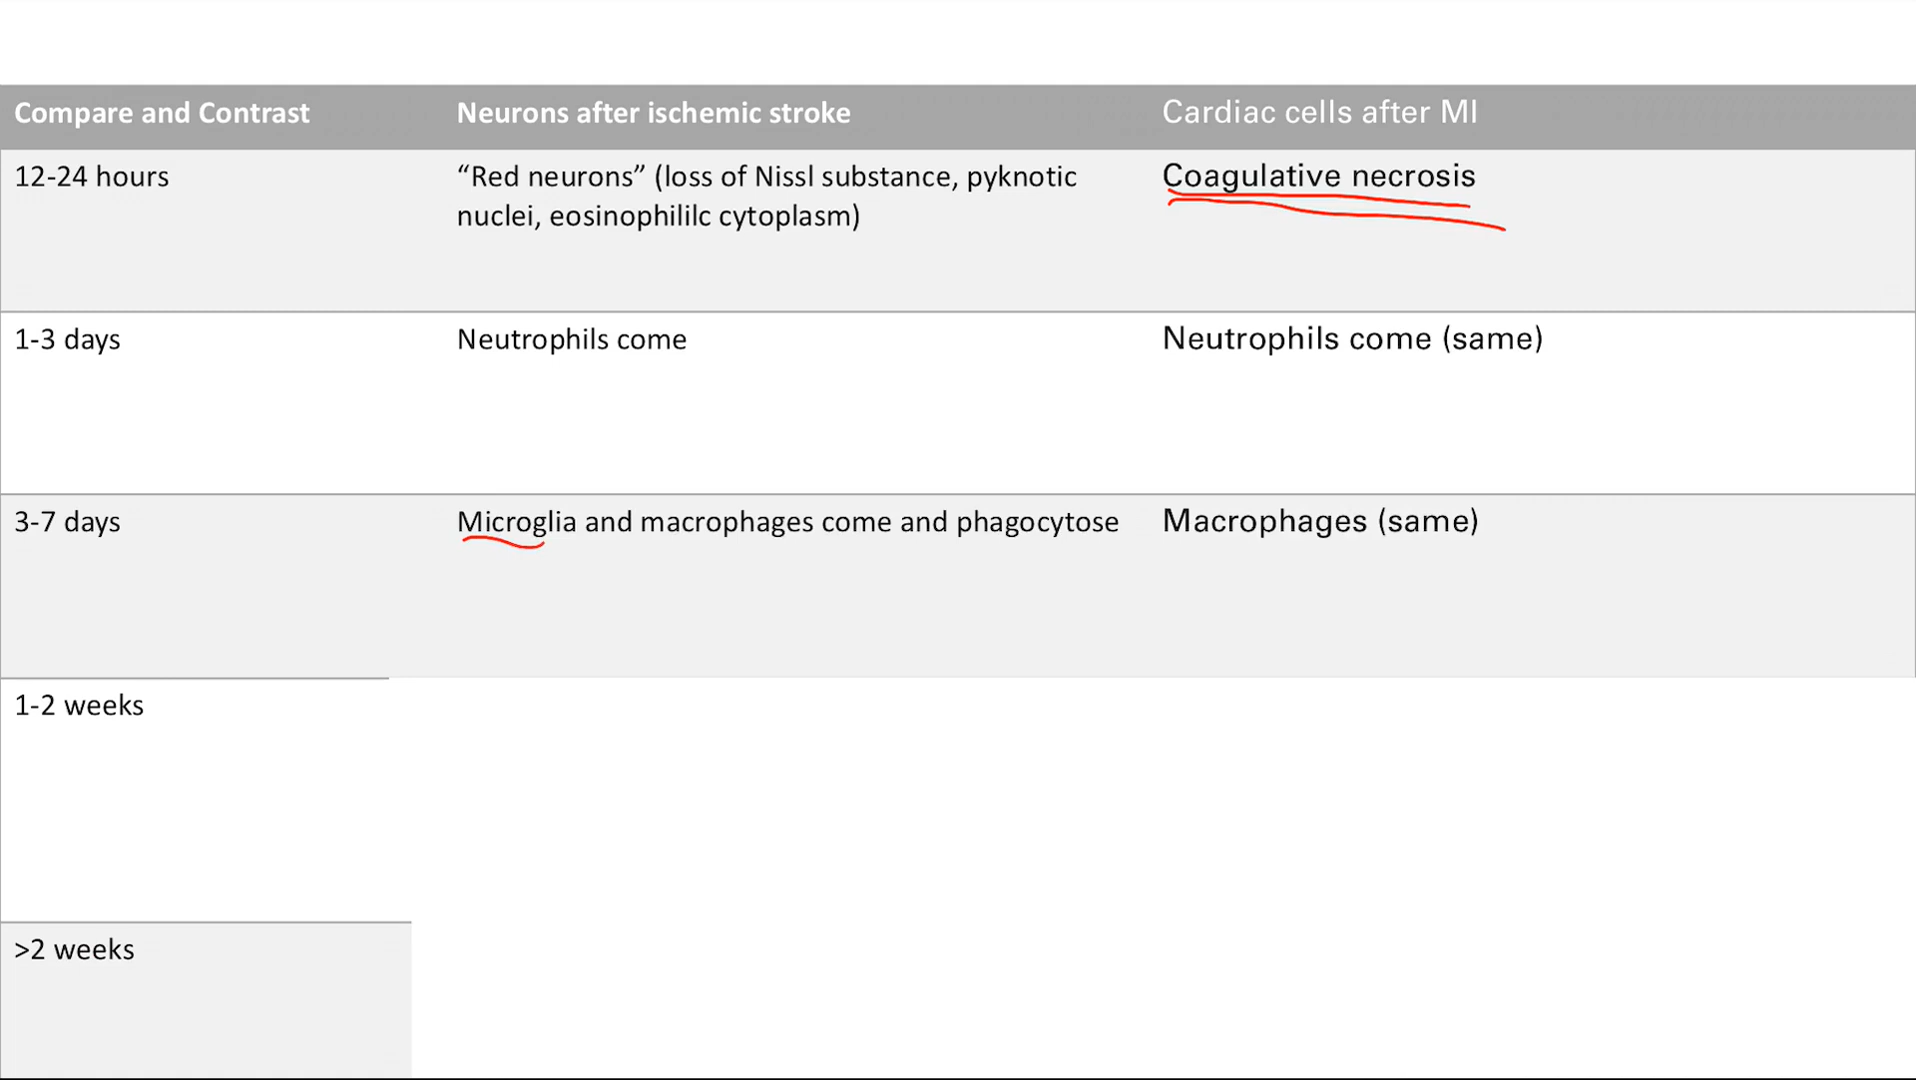 Compare and Contrast
Neurons after ischemic stroke
Cardiac cells after MI
12-24 hours
“Red neurons” (loss of Nissl substance, pyknotic
nuclei, eosinophililc cytoplasm)
Coagulative necrosis
1-3 days
Neutrophils come
Neutrophils come (same)
3-7 days
Microglia and macrophages come and phagocytose
Macrophages (same)
1-2 weeks
>2 weeks